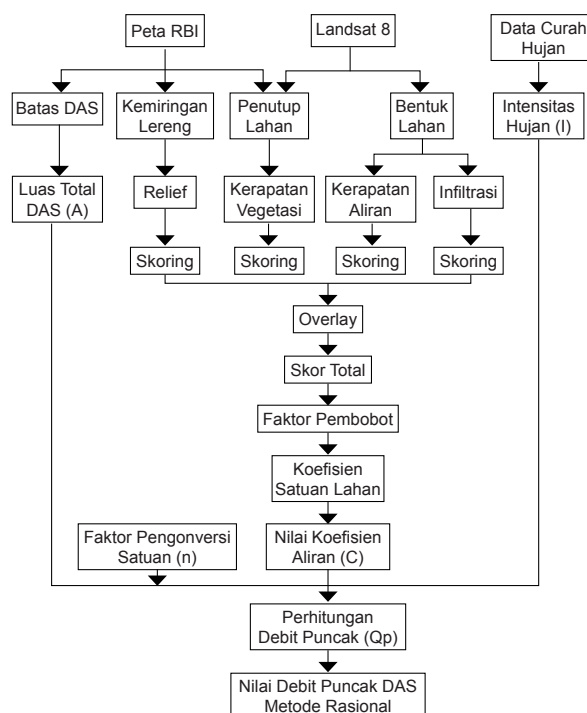 Peta RBI
Landsat 8
Data Curah
Hujan
Batas DAS
Kemiringan
Lereng
Penutup
Lahan
Bentuk
Lahan
Intensitas
Hujan (I)
Luas Total
DAS (A)
Relief
Kerapatan
Vegetasi
Kerapatan
Aliran
Infiltrasi
Skoring
Skoring
Skoring
Skoring
Overlay
Skor Total
Faktor Pembobot
Koefisien
Satuan Lahan
Faktor Pengonversi
Satuan (n)
Nilai Koefisien
Aliran (C)
Perhitungan
Debit Puncak (Qp)
Nilai Debit Puncak DAS
Metode Rasional